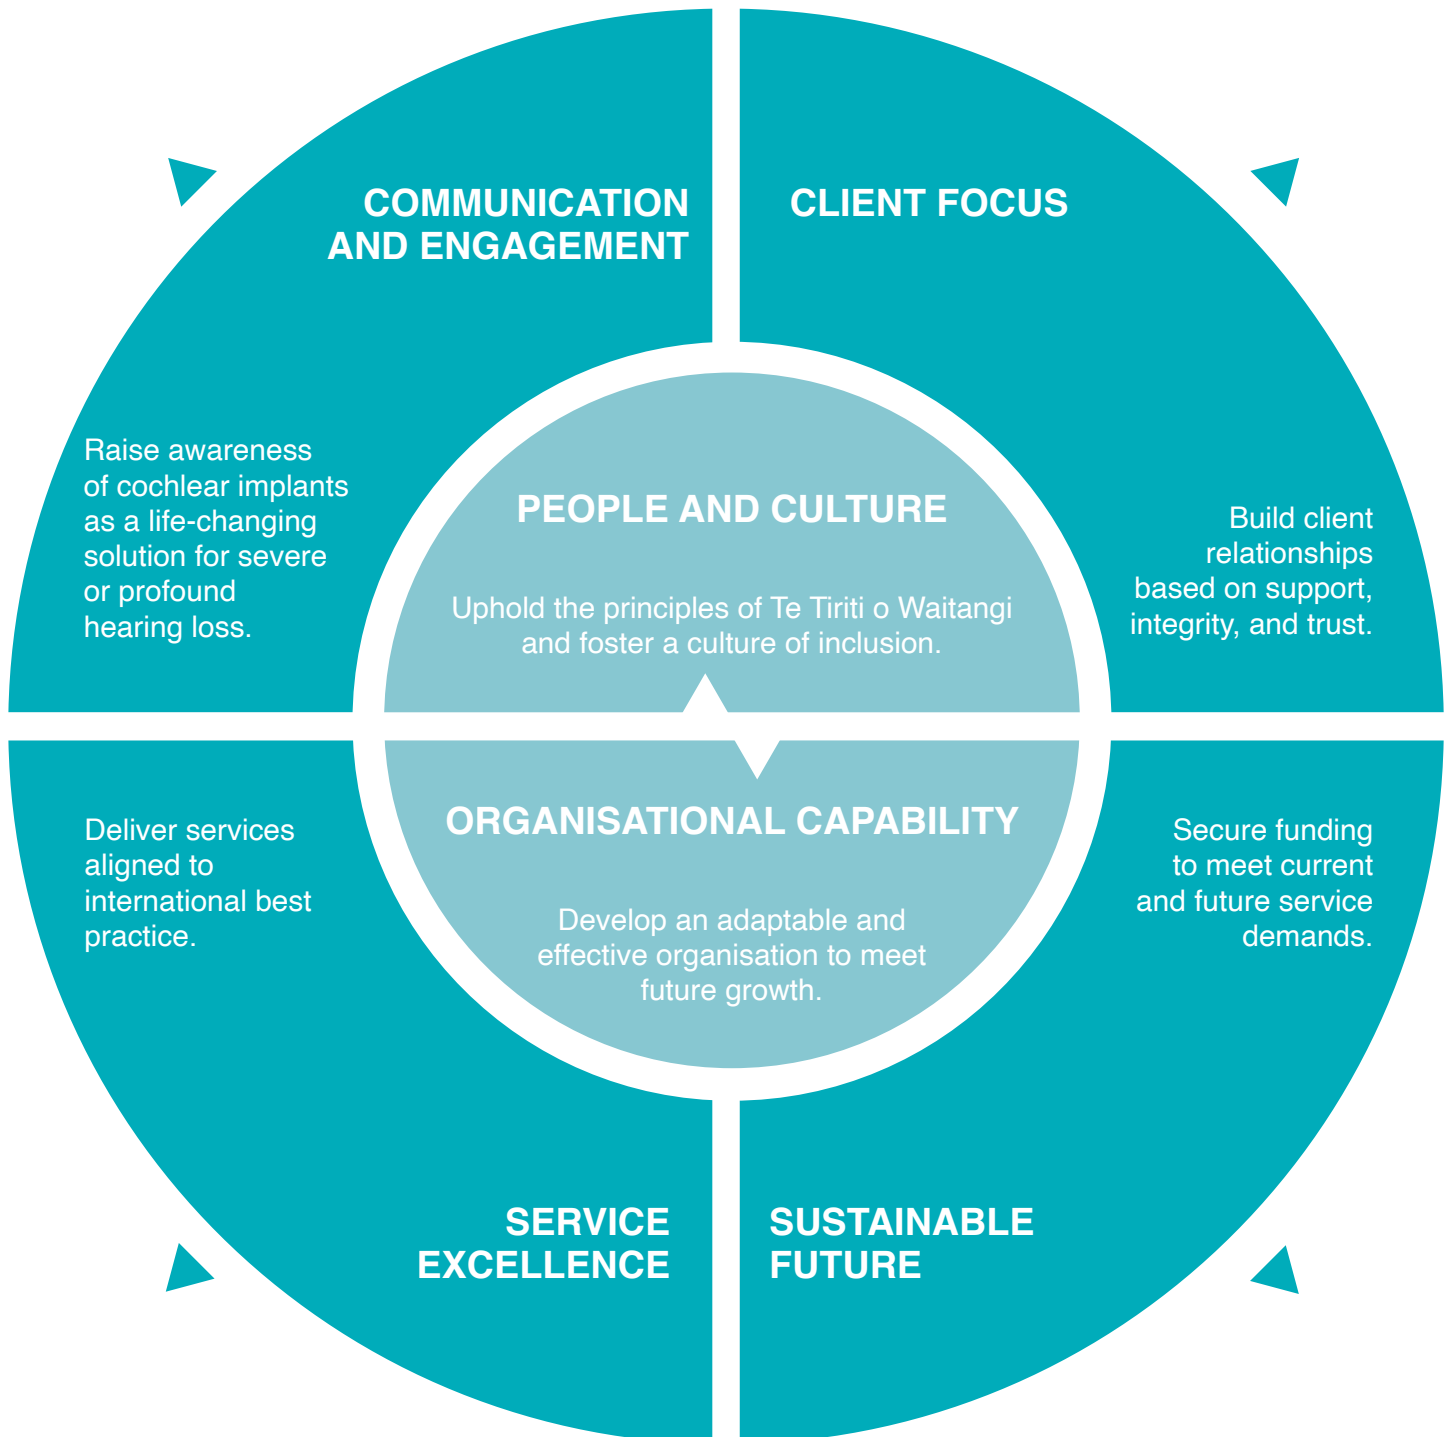 COMMUNICATION
AND ENGAGEMENT
Raise awareness
of cochlear implants
as a life-changing
solution for severe
or profound
hearing loss.
CLIENT FOCUS
Build client
relationships
based on support,
integrity, and trust.
PEOPLE AND CULTURE
Uphold the principles of Te Tiriti o Waitangi
and foster a culture of inclusion.
ORGANISATIONAL CAPABILITY
Develop an adaptable and
effective organisation to meet
future growth.
Deliver services
aligned to
international best
practice.
SERVICE
EXCELLENCE
Secure funding
to meet current
and future service
demands.
SUSTAINABLE
FUTURE